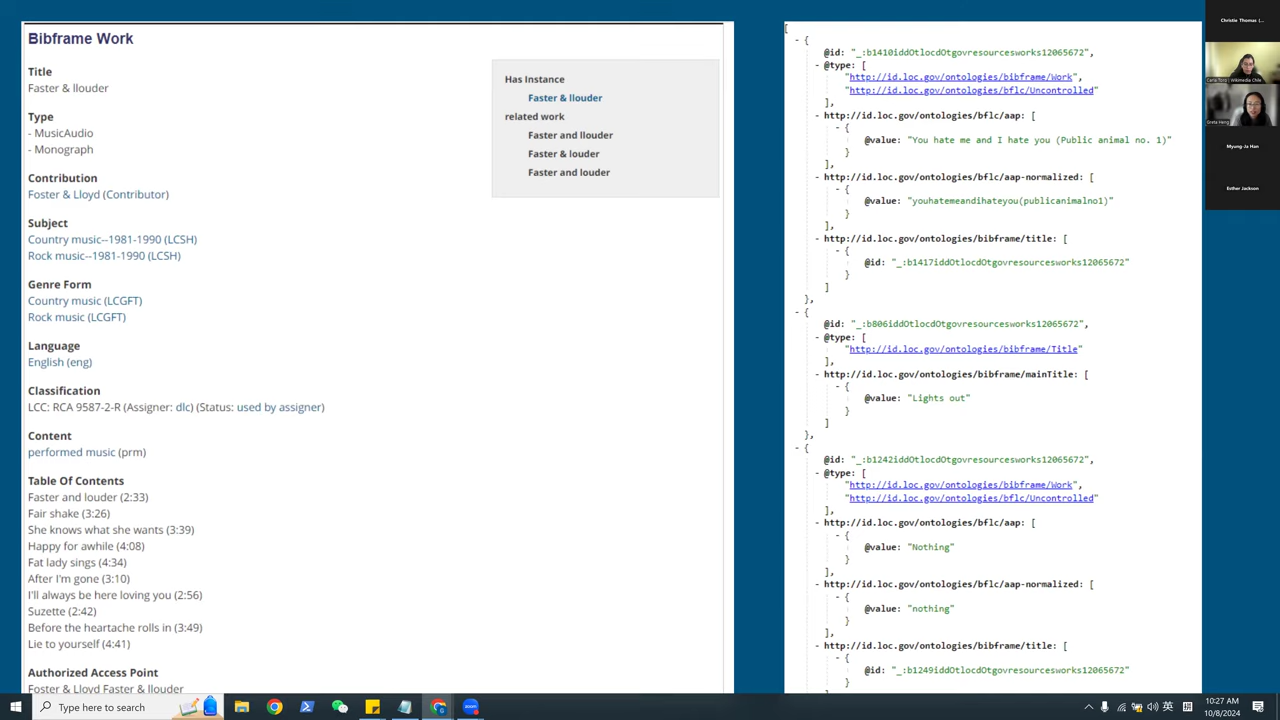 Bibframe Work
Title
Faster & llouder
Type
- MusicAudio
- Monograph
Contribution
Foster & Lloyd (Contributor)
Subject
Country music--1981-1990 (LCSH)
Rock music--1981-1990 (LCSH)
Genre Form
Country music (LCGFT)
Rock music (LCGFT)
Language
English (eng)
Classification
LCC: RCA 9587-2-R (Assigner: dlc) (Status: used by assigner)
Content
performed music (prm)
Table Of Contents
Faster and louder (2:33)
Fair shake (3:26)
She knows what she wants (3:39)
Happy for awhile (4:08)
Fat lady sings (4:34)
After I'm gone (3:10)
I'll always be here loving you (2:56)
Suzette (2:42)
Before the heartache rolls in (3:49)
Lie to yourself (4:41)
Authorized Access Point
Foster & Lloyd Faster & llouder
Has Instance
Faster & llouder
related work
Faster and llouder
Faster & louder
Faster and louder
[
- {
@id: "_:b1410iddOtlocdOtgovresourcesworks12065672",
- @type: [
"http://id.loc.gov/ontologies/bibframe/Work",
"http://id.loc.gov/ontologies/bflc/Uncontrolled"
],
- http://id.loc.gov/ontologies/bflc/aap: [
- {
@value: "You hate me and I hate you (Public animal no. 1)"
}
],
- http://id.loc.gov/ontologies/bflc/aap-normalized: [
- {
@value: "youhatemeandihateyou(publicanimalno1)"
}
],
- http://id.loc.gov/ontologies/bibframe/title: [
- {
@id: "_:b1417iddOtlocdOtgovresourcesworks12065672"
}
]
},
- {
@id: "_:b806iddOtlocdOtgovresourcesworks12065672",
- @type: [
"http://id.loc.gov/ontologies/bibframe/Title"
],
- http://id.loc.gov/ontologies/bibframe/mainTitle: [
- {
@value: "Lights out"
}
]
},
- {
@id: "_:b1242iddOtlocdOtgovresourcesworks12065672",
- @type: [
"http://id.loc.gov/ontologies/bibframe/Work",
"http://id.loc.gov/ontologies/bflc/Uncontrolled"
],
- http://id.loc.gov/ontologies/bflc/aap: [
- {
@value: "Nothing"
}
],
- http://id.loc.gov/ontologies/bflc/aap-normalized: [
- {
@value: "nothing"
}
],
- http://id.loc.gov/ontologies/bibframe/title: [
- {
@id: "_:b1249iddOtlocdOtgovresourcesworks12065672"
}
Christie Thomas (...
Carla Toro | Wikimedia Chile
Greta Heng
Myung-Ja Han
Esther Jackson
Type here to search
英
10:27 AM
10/8/2024